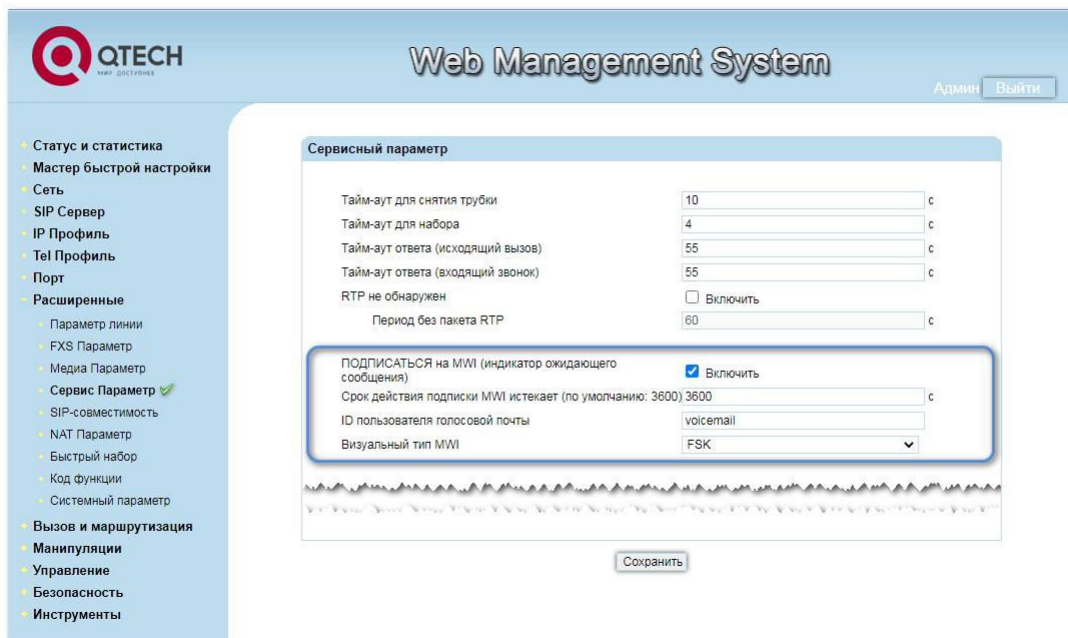 QTECH
МИР ДОСТУПНЕЕ
Web Management System
Админ Выйти
Статус и статистика
Мастер быстрой настройки
Сеть
SIP Сервер
IP Профиль
Tel Профиль
Порт
Расширенные
Параметр линии
FXS Параметр
Медиа Параметр
Сервис Параметр
SIP-совместимость
NAT Параметр
Быстрый набор
Код функции
Системный параметр
Вызов и маршрутизация
Манипуляции
Управление
Безопасность
Инструменты
Сервисный параметр
Тайм-аут для снятия трубки 10 с
Тайм-аут для набора 4 с
Тайм-аут ответа (исходящий вызов) 55 с
Тайм-аут ответа (входящий звонок) 55 с
RTP не обнаружен Включить
Период без пакета RTP 60 с
ПОДПИСАТЬСЯ на MWI (индикатор ожидающего
сообщения) Включить
Срок действия подписки MWI истекает (по умолчанию: 3600) 3600 с
ID пользователя голосовой почты voicemail
Визуальный тип MWI FSK
Сохранить